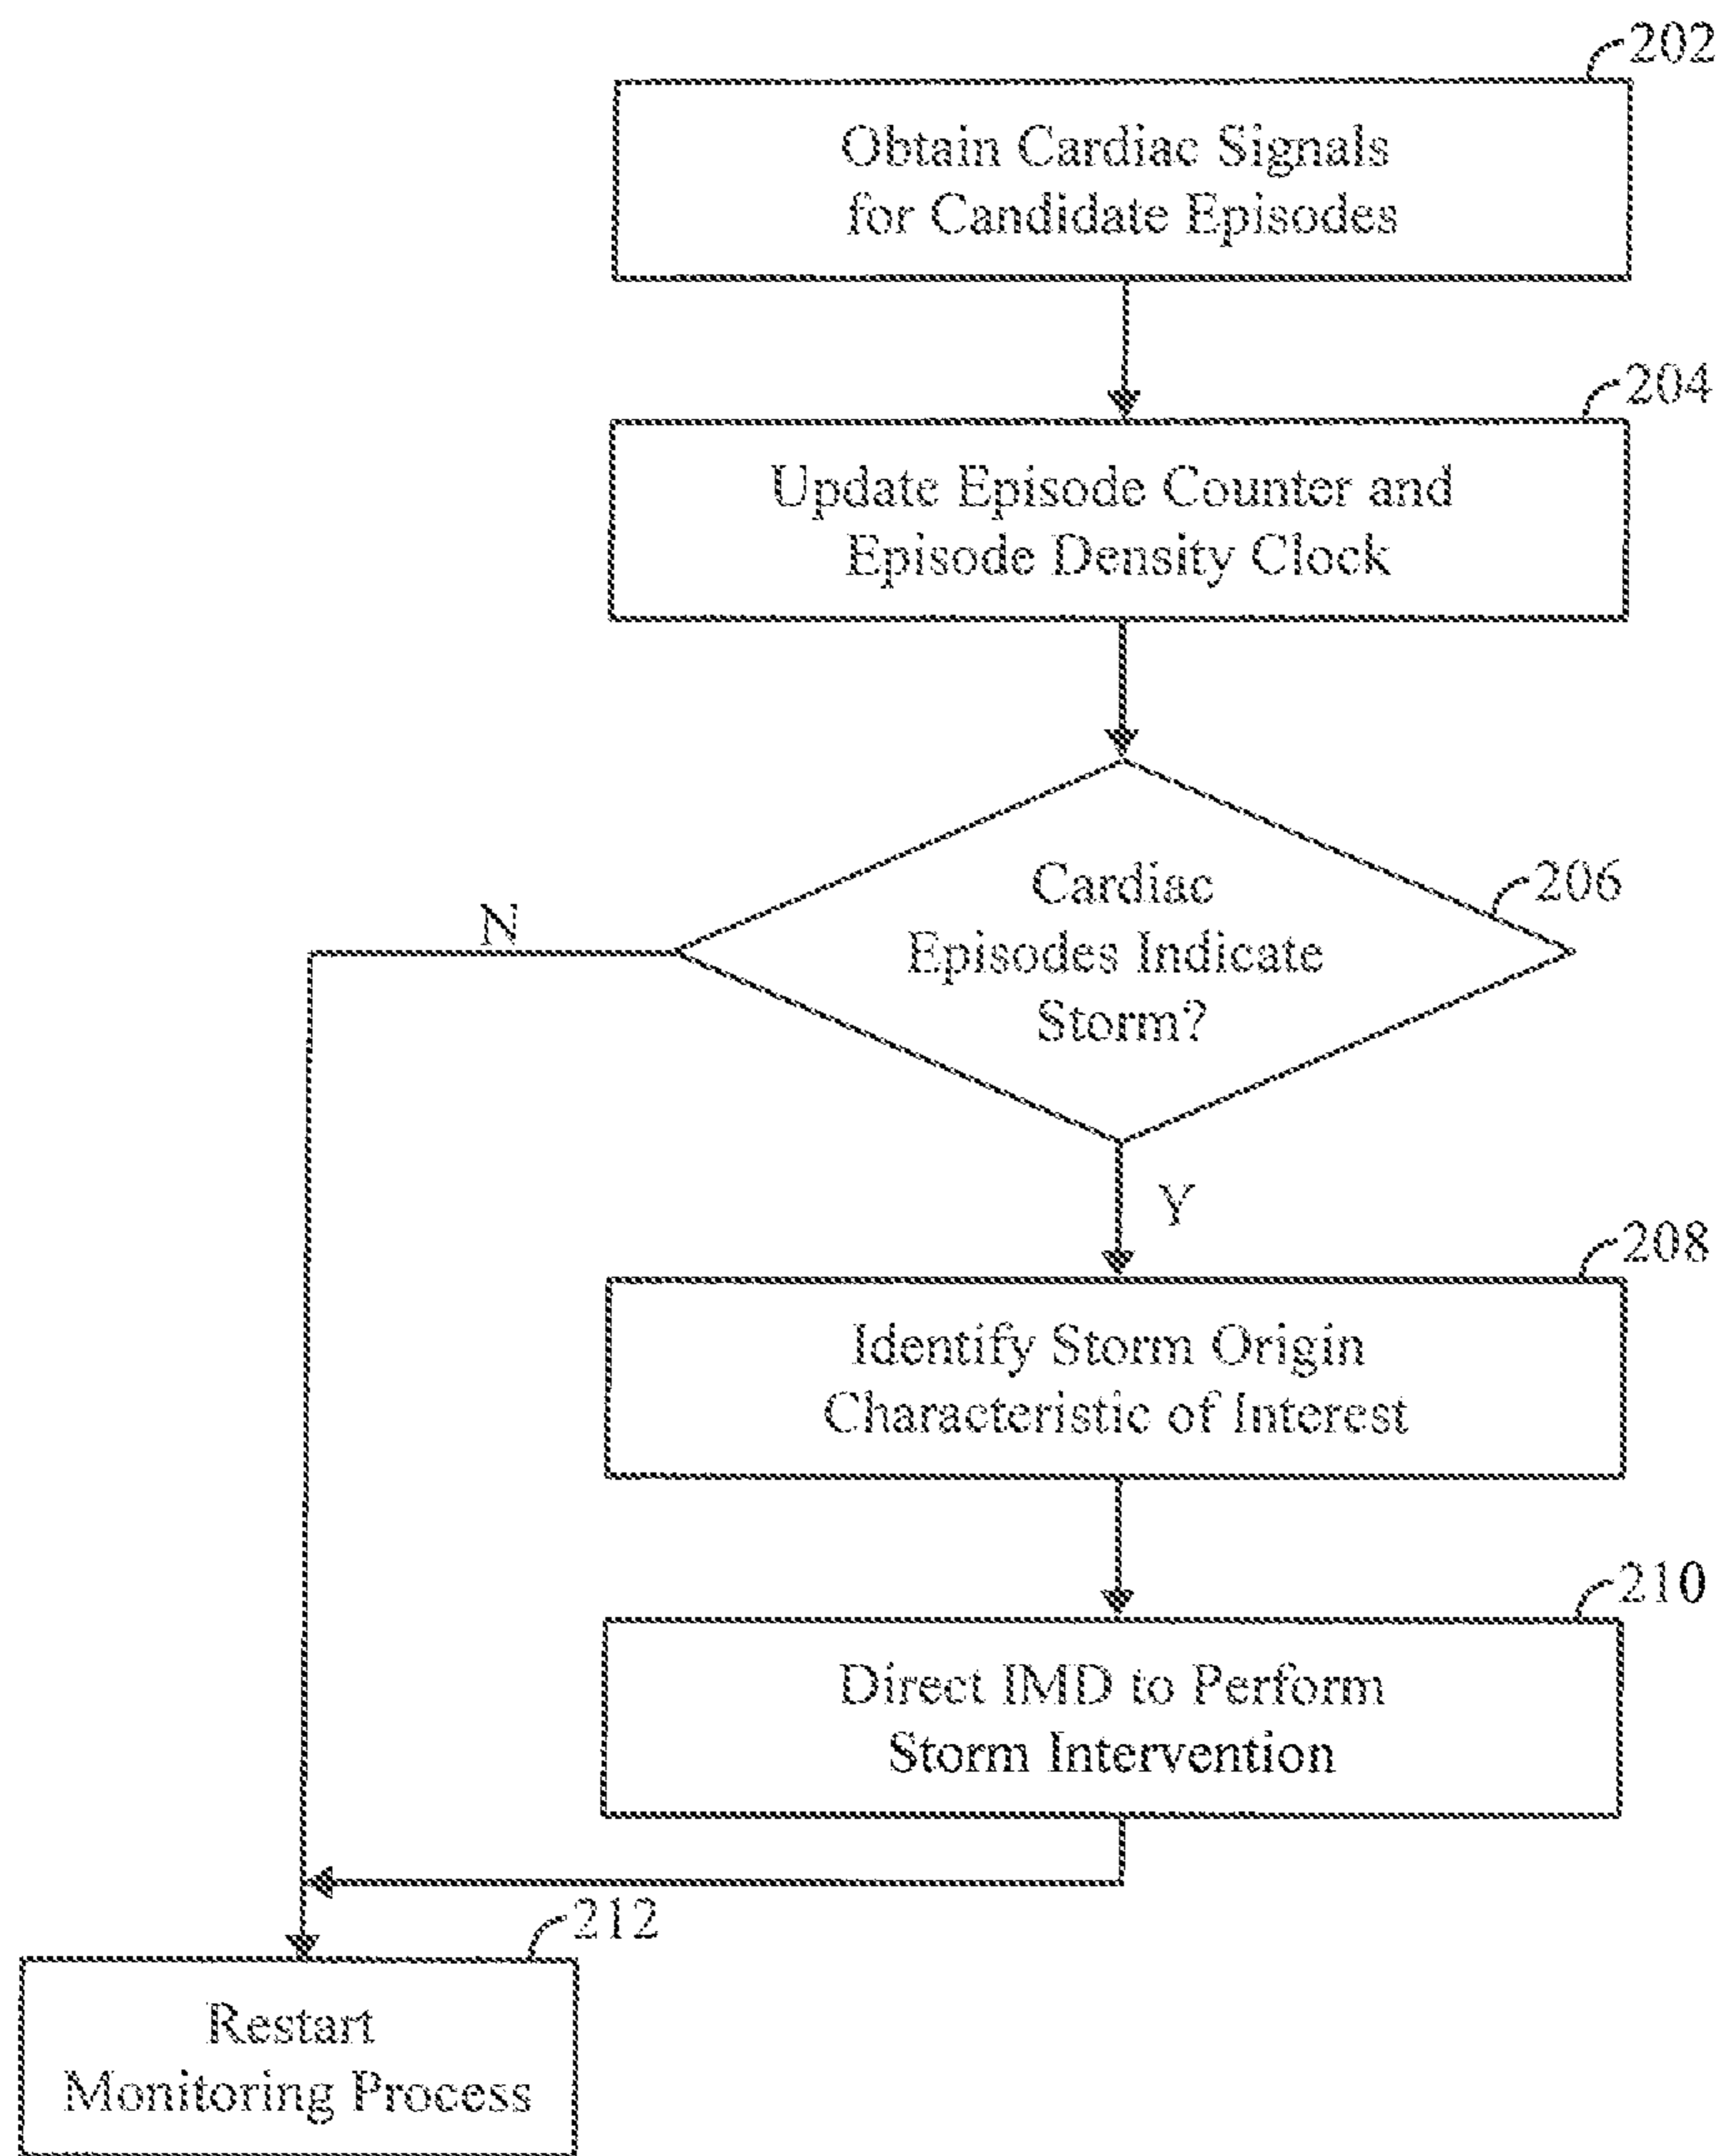 202
Obtain Cardiac Signals
for Candidate Episodes
204
Update Episode Counter and
Episode Density Clock
206
Cardiac
Episodes Indicate
Storm?
N
Y
208
Identify Storm Origin
Characteristic of Interest
210
Direct IMD to Perform
Storm Intervention
212
Restart
Monitoring Process